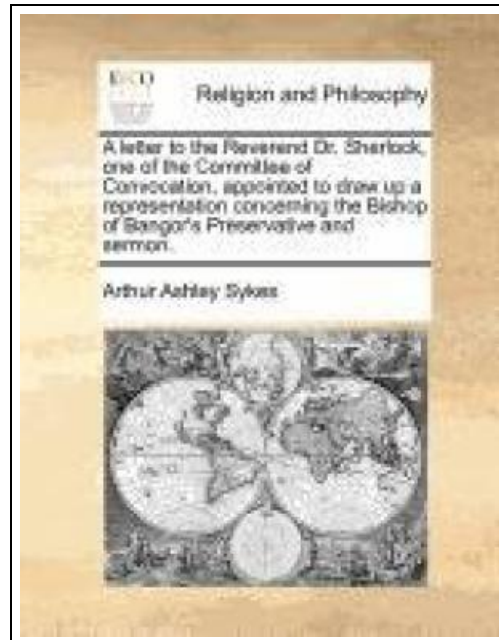 ECCO
Religion and Philosophy
A letter to the Reverend Dr. Sherlock,
one of the Committee of
Convocation, appointed to draw up a
representation concerning the Bishop
of Bangor's Preservative and
sermon.
Arthur Ashley Sykes